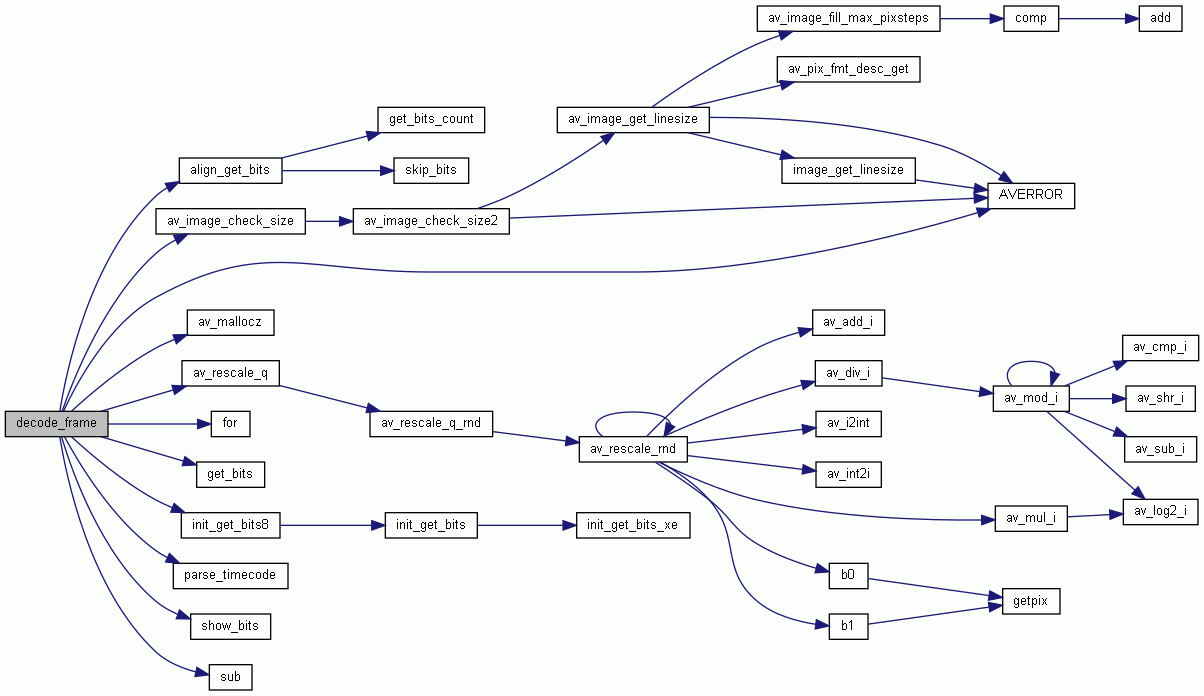 av_image_fill_max_pixsteps
comp
add
av_pix_fmt_desc_get
get_bits_count
av_image_get_linesize
align_get_bits
skip_bits
image_get_linesize
AVERROR
av_image_check_size
av_image_check_size2
av_mallocz
av_add_i
av_cmp_i
av_rescale_q
av_div_i
av_mod_i
av_shr_i
decode_frame
for
av_rescale_q_rnd
av_i2int
av_rescale_rnd
av_sub_i
get_bits
av_int2i
init_get_bits8
init_get_bits
init_get_bits_xe
av_mul_i
av_log2_i
parse_timecode
b0
getpix
show_bits
b1
sub